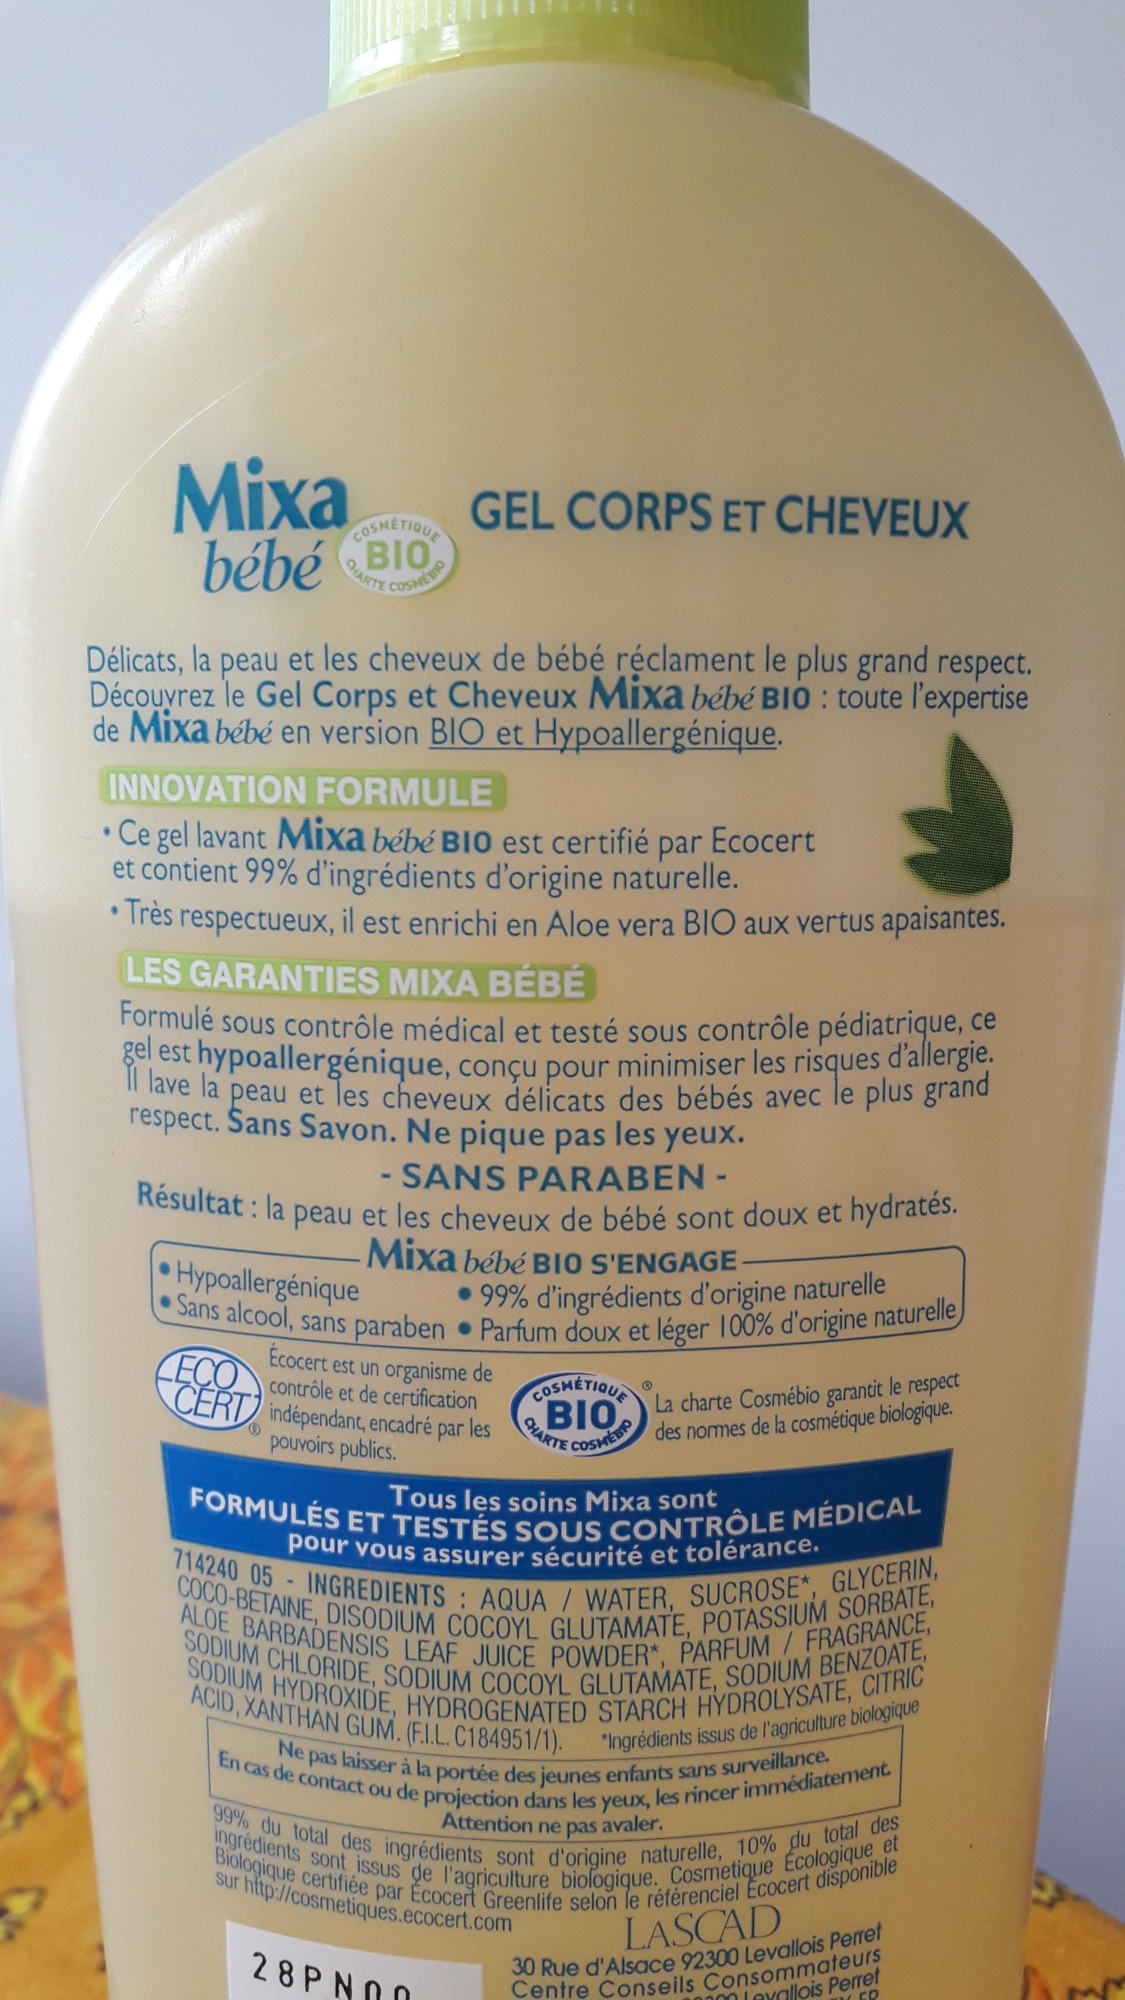 Mixa
bébé
COSMÉTIQUE
BIO
CHARTE COSMÉBIO
GEL CORPS ET CHEVEUX
Délicats, la peau et les cheveux de bébé réclament le plus grand respect.
Découvrez le Gel Corps et Cheveux Mixa bébé BIO : toute l'expertise
de Mixa bébé en version BIO et Hypoallergénique.
INNOVATION FORMULE
• Ce gel lavant Mixa bébé BIO est certifié par Ecocert
et contient 99% d'ingrédients d'origine naturelle.
• Très respectueux, il est enrichi en Aloe vera BIO aux vertus apaisantes.
LES GARANTIES MIXA BÉBÉ
Formulé sous contrôle médical et testé sous contrôle pédiatrique, ce
gel est hypoallergénique, conçu pour minimiser les risques d'allergie.
Il lave la peau et les cheveux délicats des bébés avec le plus grand
respect. Sans Savon. Ne pique pas les yeux.
- SANS PARABEN -
Résultat : la peau et les cheveux de bébé sont doux et hydratés.
Mixa bébé BIO S'ENGAGE
• Hypoallergénique • 99% d'ingrédients d'origine naturelle
• Sans alcool, sans paraben • Parfum doux et léger 100% d'origine naturelle
ECO
CERT
®
Écocert est un organisme de
contrôle et de certification
indépendant, encadré par les
pouvoirs publics.
COSMÉTIQUE
BIO
CHARTE COSMÉBIO
®
La charte Cosmébio garantit le respect
des normes de la cosmétique biologique.
Tous les soins Mixa sont
FORMULÉS ET TESTÉS SOUS CONTRÔLE MÉDICAL
pour vous assurer sécurité et tolérance.
714240 05 - INGREDIENTS : AQUA / WATER, SUCROSE*, GLYCERIN,
COCO-BETAINE, DISODIUM COCOYL GLUTAMATE, POTASSIUM SORBATE,
ALOE BARBADENSIS LEAF JUICE POWDER*, PARFUM / FRAGRANCE,
SODIUM CHLORIDE, SODIUM COCOYL GLUTAMATE, SODIUM BENZOATE,
SODIUM HYDROXIDE, HYDROGENATED STARCH HYDROLYSATE, CITRIC
ACID, XANTHAN GUM. (F.I.L. C184951/1). *Ingrédients issus de l'agriculture biologique
Ne pas laisser à la portée des jeunes enfants sans surveillance.
En cas de contact ou de projection dans les yeux, les rincer immédiatement.
Attention ne pas avaler.
99% du total des ingrédients sont d'origine naturelle, 10% du total des
ingrédients sont issus de l'agriculture biologique. Cosmetique Écologique et
Biologique certifiée par Écocert Greenlife selon le référenciel Écocert disponible
sur http://cosmetiques.ecocert.com
LASCAD
30 Rue d'Alsace 92300 Levallois Perret
Centre Conseils Consommateurs
Levallois Perret